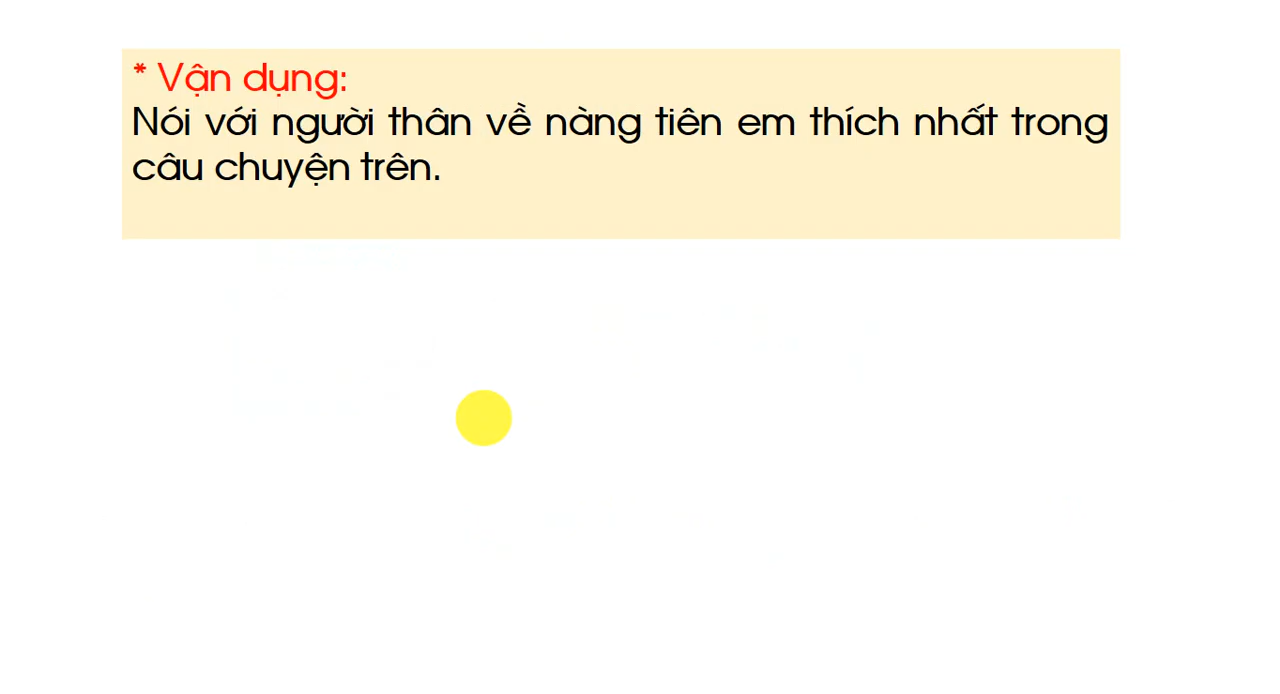 * Vận dụng:
Nói với người thân về nàng tiên em thích nhất trong
câu chuyện trên.